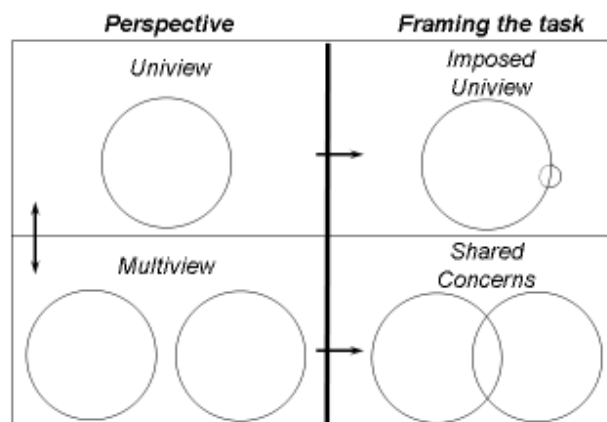 Perspective
Framing the task
Uniview
Imposed
Uniview
Multiview
Shared
Concerns